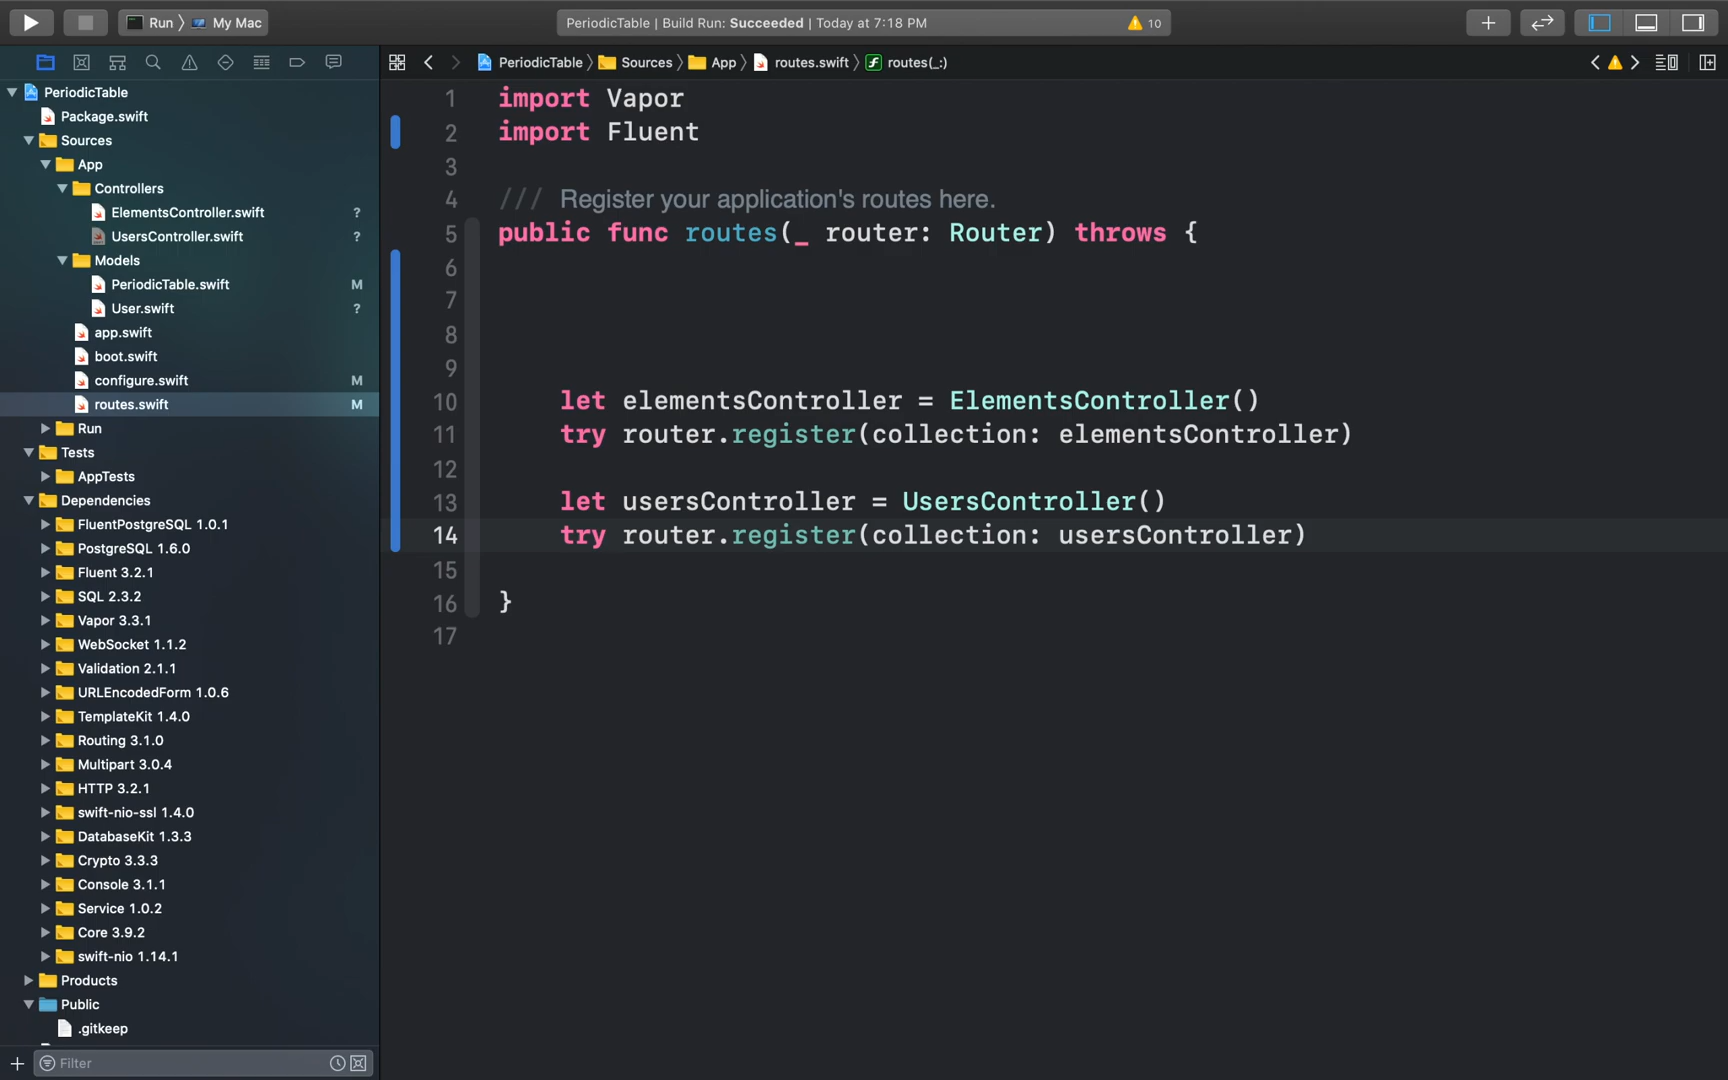 Run 〉 My Mac
PeriodicTable | Build Run: Succeeded | Today at 7:18 PM
10
PeriodicTable 〉 Sources 〉 App 〉 routes.swift 〉 f routes(_:)
PeriodicTable
Package.swift
Sources
App
Controllers
ElementsController.swift ?
UsersController.swift ?
Models
PeriodicTable.swift M
User.swift ?
app.swift
boot.swift
configure.swift M
routes.swift M
Run
Tests
AppTests
Dependencies
FluentPostgreSQL 1.0.1
PostgreSQL 1.6.0
Fluent 3.2.1
SQL 2.3.2
Vapor 3.3.1
WebSocket 1.1.2
Validation 2.1.1
URLEncodedForm 1.0.6
TemplateKit 1.4.0
Routing 3.1.0
Multipart 3.0.4
HTTP 3.2.1
swift-nio-ssl 1.4.0
DatabaseKit 1.3.3
Crypto 3.3.3
Console 3.1.1
Service 1.0.2
Core 3.9.2
swift-nio 1.14.1
Products
Public
.gitkeep
Filter
1 import Vapor
2 import Fluent
3
4 /// Register your application's routes here.
5 public func routes(_ router: Router) throws {
6
7
8
9
10 let elementsController = ElementsController()
11 try router.register(collection: elementsController)
12
13 let usersController = UsersController()
14 try router.register(collection: usersController)
15
16 }
17